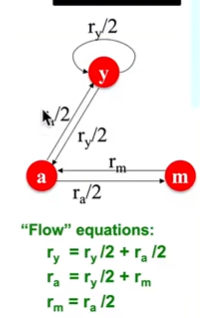 r_y/2
y
/2
r_y/2
r_m
a
m
r_a/2
“Flow” equations:
r_y = r_y /2 + r_a /2
r_a = r_y /2 + r_m
r_m = r_a /2